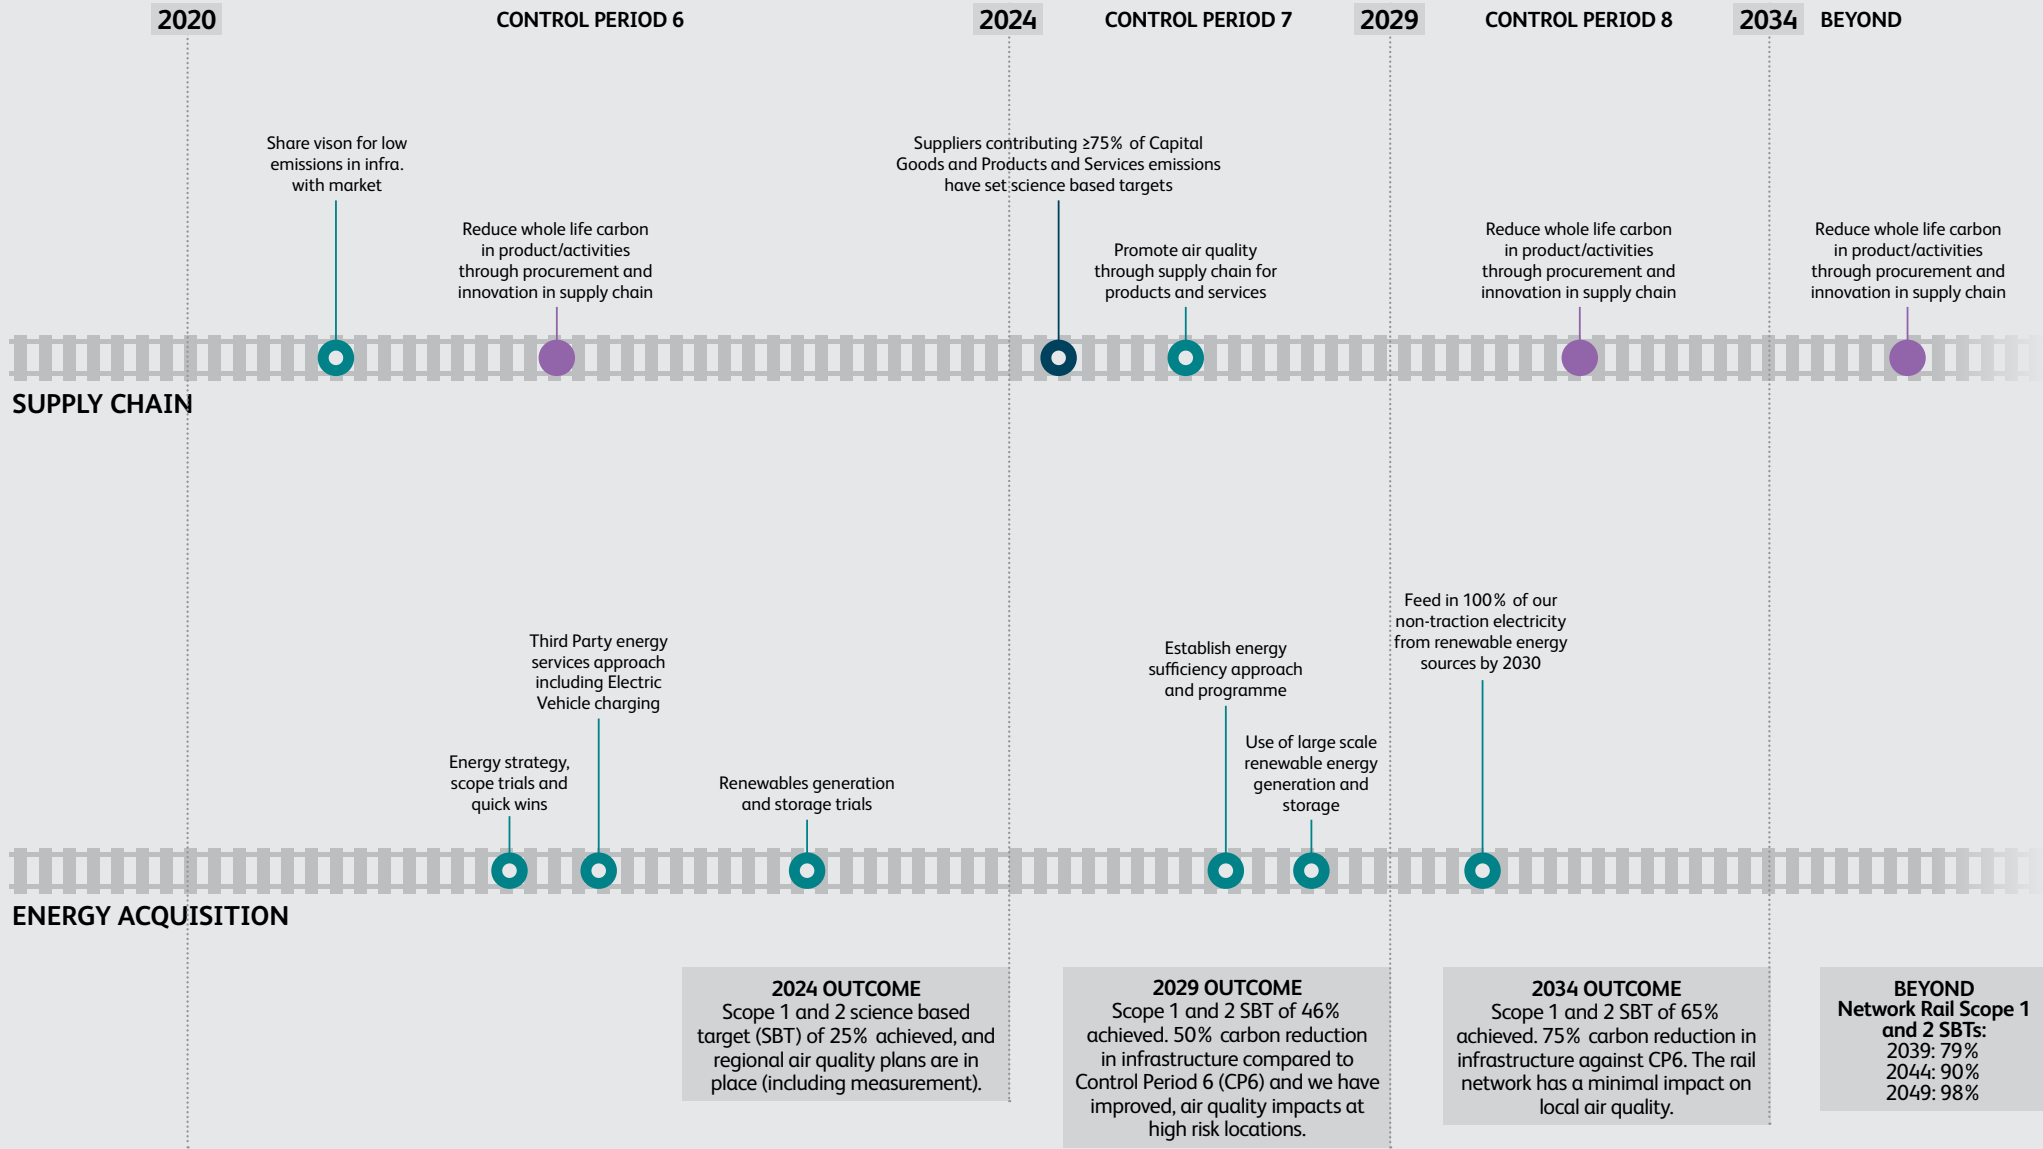 2020
CONTROL PERIOD 6
2024
CONTROL PERIOD 7
2029
CONTROL PERIOD 8
2034
BEYOND
Share vison for low
emissions in infra.
with market
Reduce whole life carbon
in product/activities
through procurement and
innovation in supply chain
Suppliers contributing ≥75% of Capital
Goods and Products and Services emissions
have set science based targets
Promote air quality
through supply chain for
products and services
Reduce whole life carbon
in product/activities
through procurement and
innovation in supply chain
Reduce whole life carbon
in product/activities
through procurement and
innovation in supply chain
SUPPLY CHAIN
Energy strategy,
scope trials and
quick wins
Third Party energy
services approach
including Electric
Vehicle charging
Renewables generation
and storage trials
Establish energy
sufficiency approach
and programme
Use of large scale
renewable energy
generation and
storage
Feed in 100% of our
non-traction electricity
from renewable energy
sources by 2030
ENERGY ACQUISITION
2024 OUTCOME
Scope 1 and 2 science based
target (SBT) of 25% achieved, and
regional air quality plans are in
place (including measurement).
2029 OUTCOME
Scope 1 and 2 SBT of 46%
achieved. 50% carbon reduction
in infrastructure compared to
Control Period 6 (CP6) and we have
improved, air quality impacts at
high risk locations.
2034 OUTCOME
Scope 1 and 2 SBT of 65%
achieved. 75% carbon reduction in
infrastructure against CP6. The rail
network has a minimal impact on
local air quality.
BEYOND
Network Rail Scope 1
and 2 SBTs:
2039: 79%
2044: 90%
2049: 98%